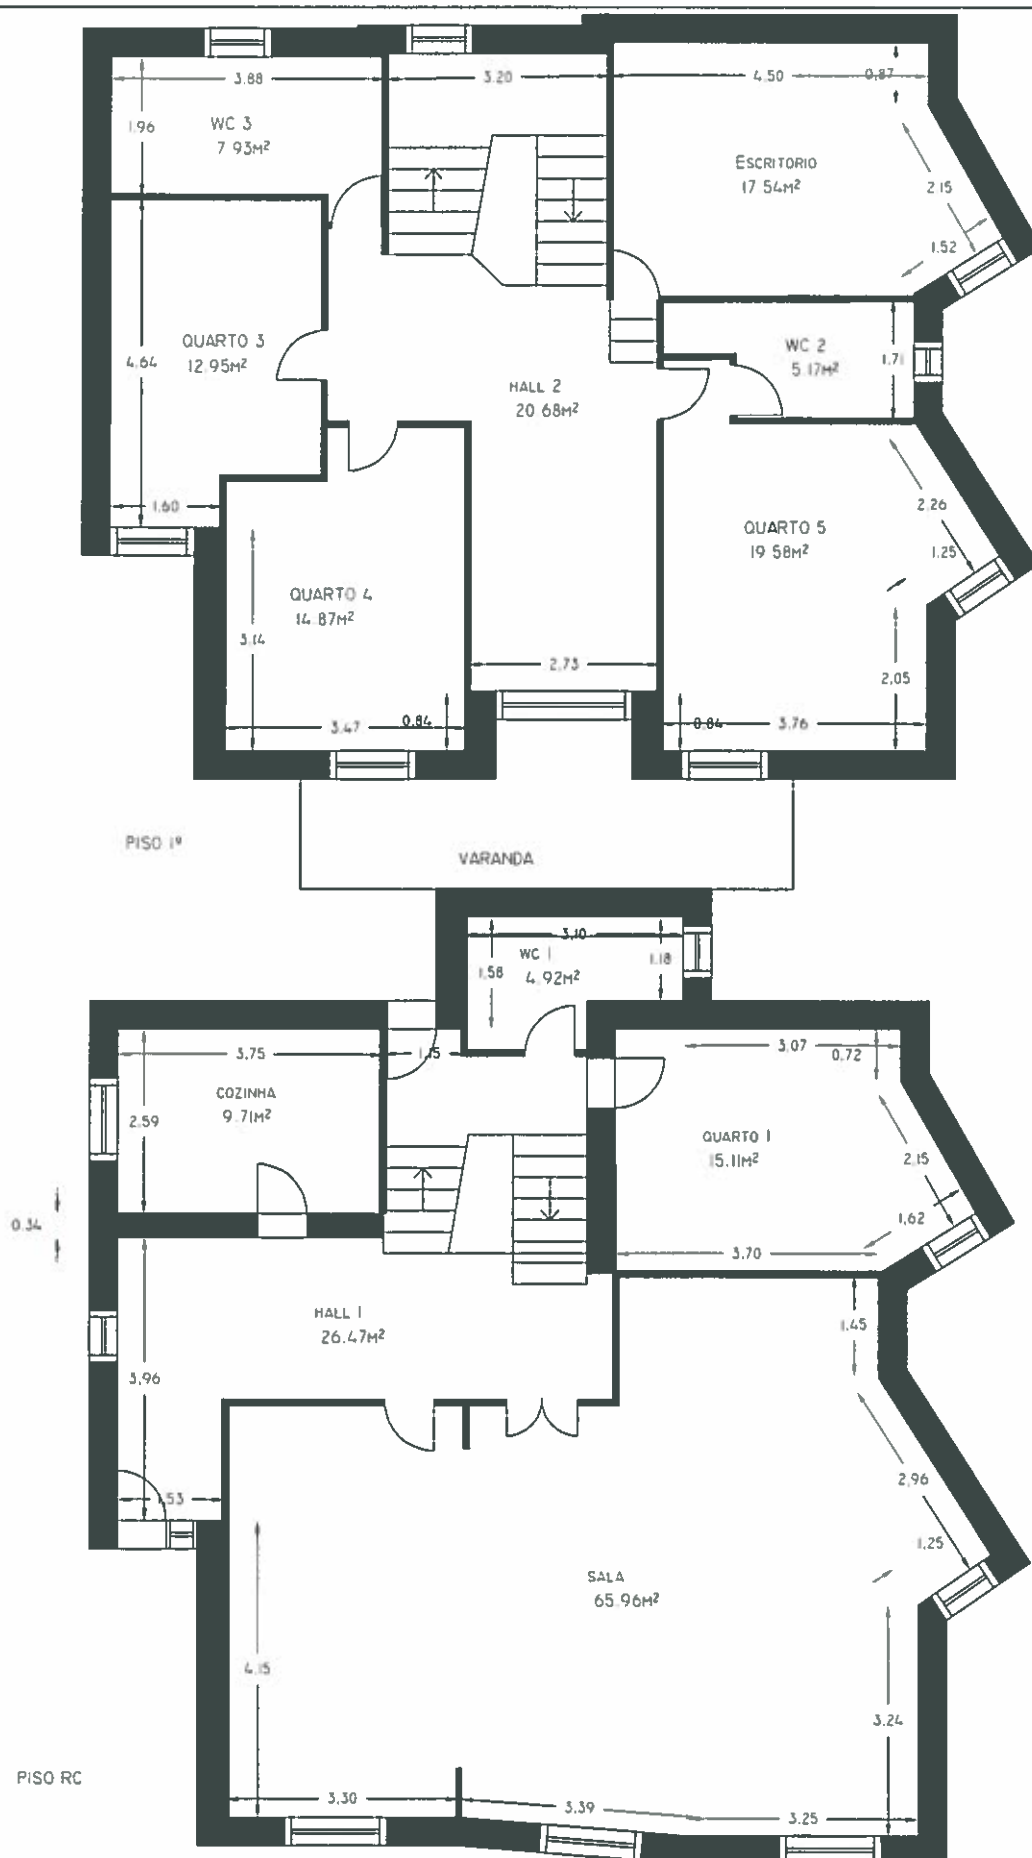 3.88
3.20
4.50
0,87
1.96
WC 3
7.93M²
ESCRITORIO
17.54M²
2.15
1.52
QUARTO 3
12.95M²
4.64
WC 2
5.17M²
1.71
HALL 2
20.68M²
1.60
2.26
QUARTO 5
19.58M²
1.25
QUARTO 4
14.87M²
3.14
2.73
2,05
3.47
0.84
0.84
3.76
PISO 1º
VARANDA
3,10
WC 1
4.92M²
1.58
1.18
3.75
1,15
3,07
0.72
COZINHA
9.71M²
2.59
QUARTO 1
15.11M²
2,15
1,62
0.34
3.70
HALL 1
26.47M²
1.45
3,96
2,96
1,53
1,25
SALA
65.96M²
4,15
3.24
PISO RC
3,30
3,39
3.25